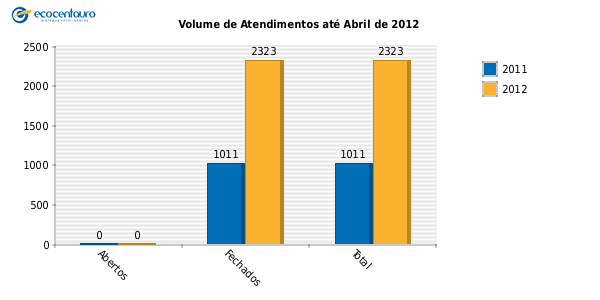 ecocentauro
Volume de Atendimentos até Abril de 2012
2500
2000
1500
1000
500
0
0
0
1011
2323
1011
2323
Abertos
Fechados
Total
2011
2012